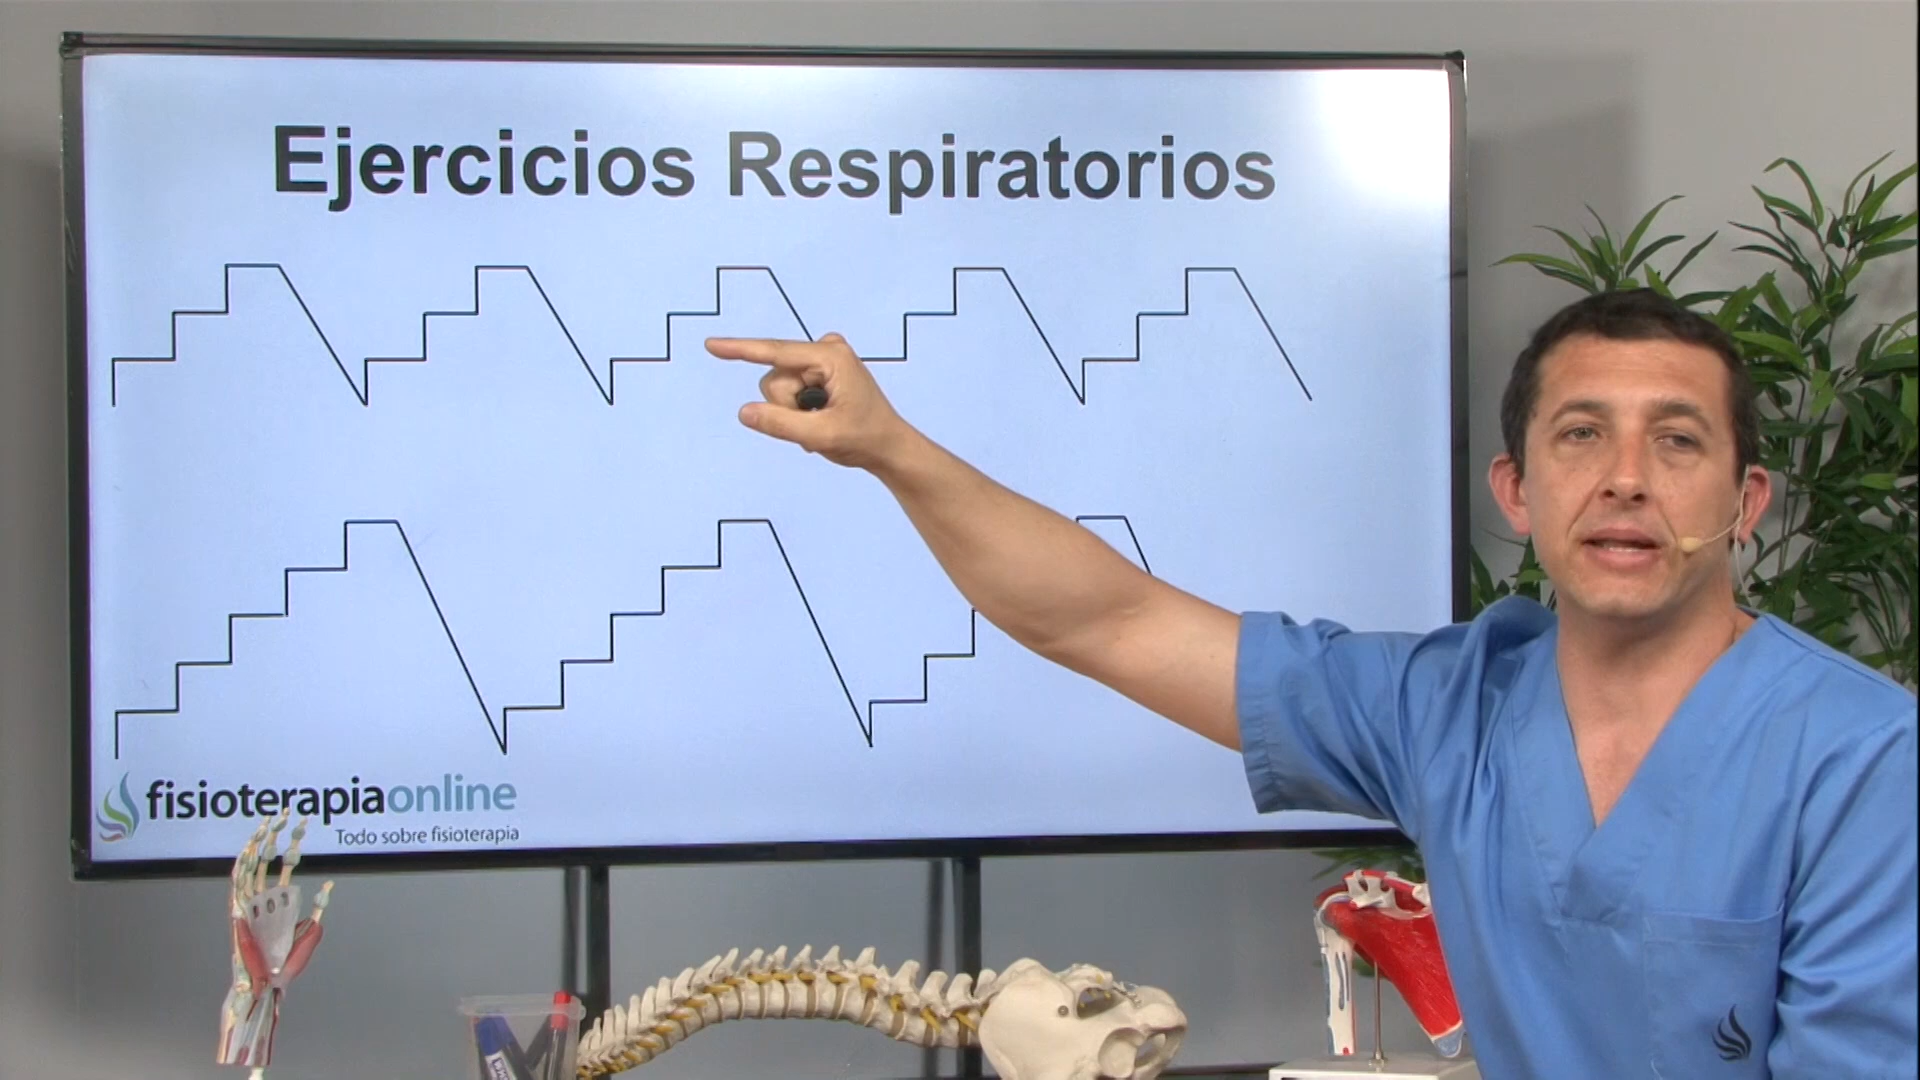 Ejercicios Respiratorios
fisioterapiaonline
Todo sobre fisioterapia